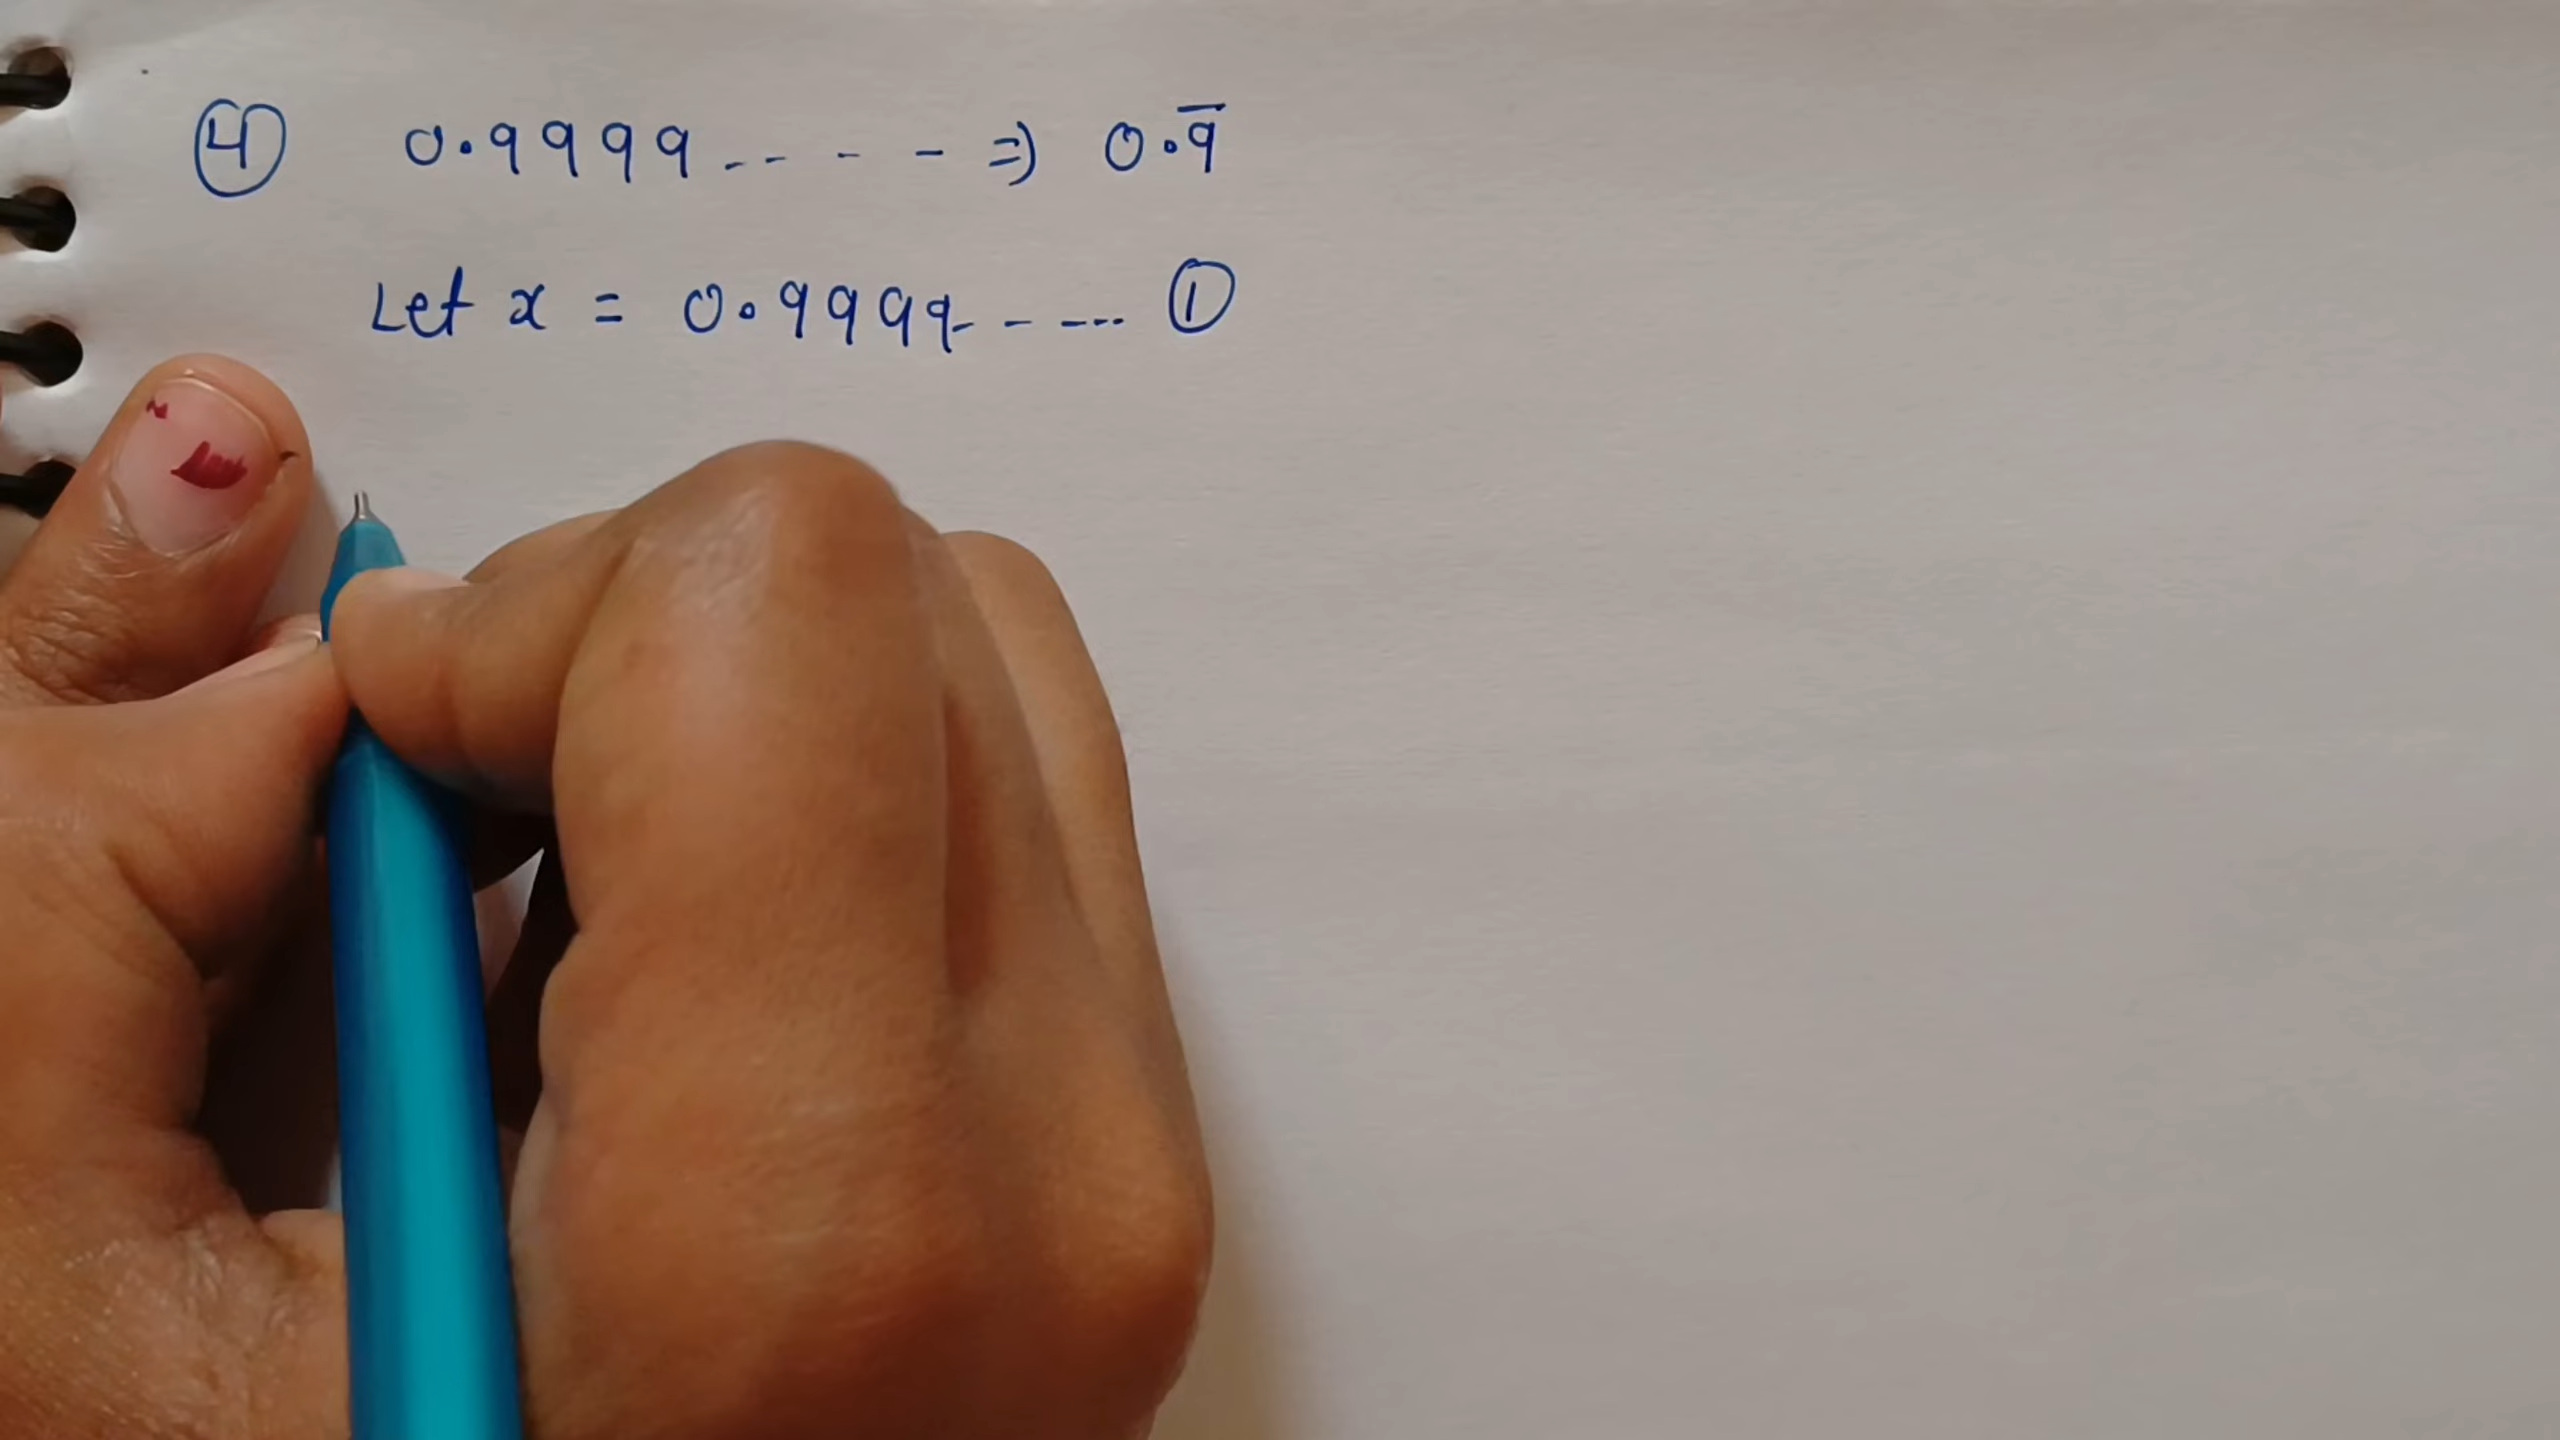 ④ 0.9999---- ⇒ 0.9̅
Let x = 0.9999----- ①